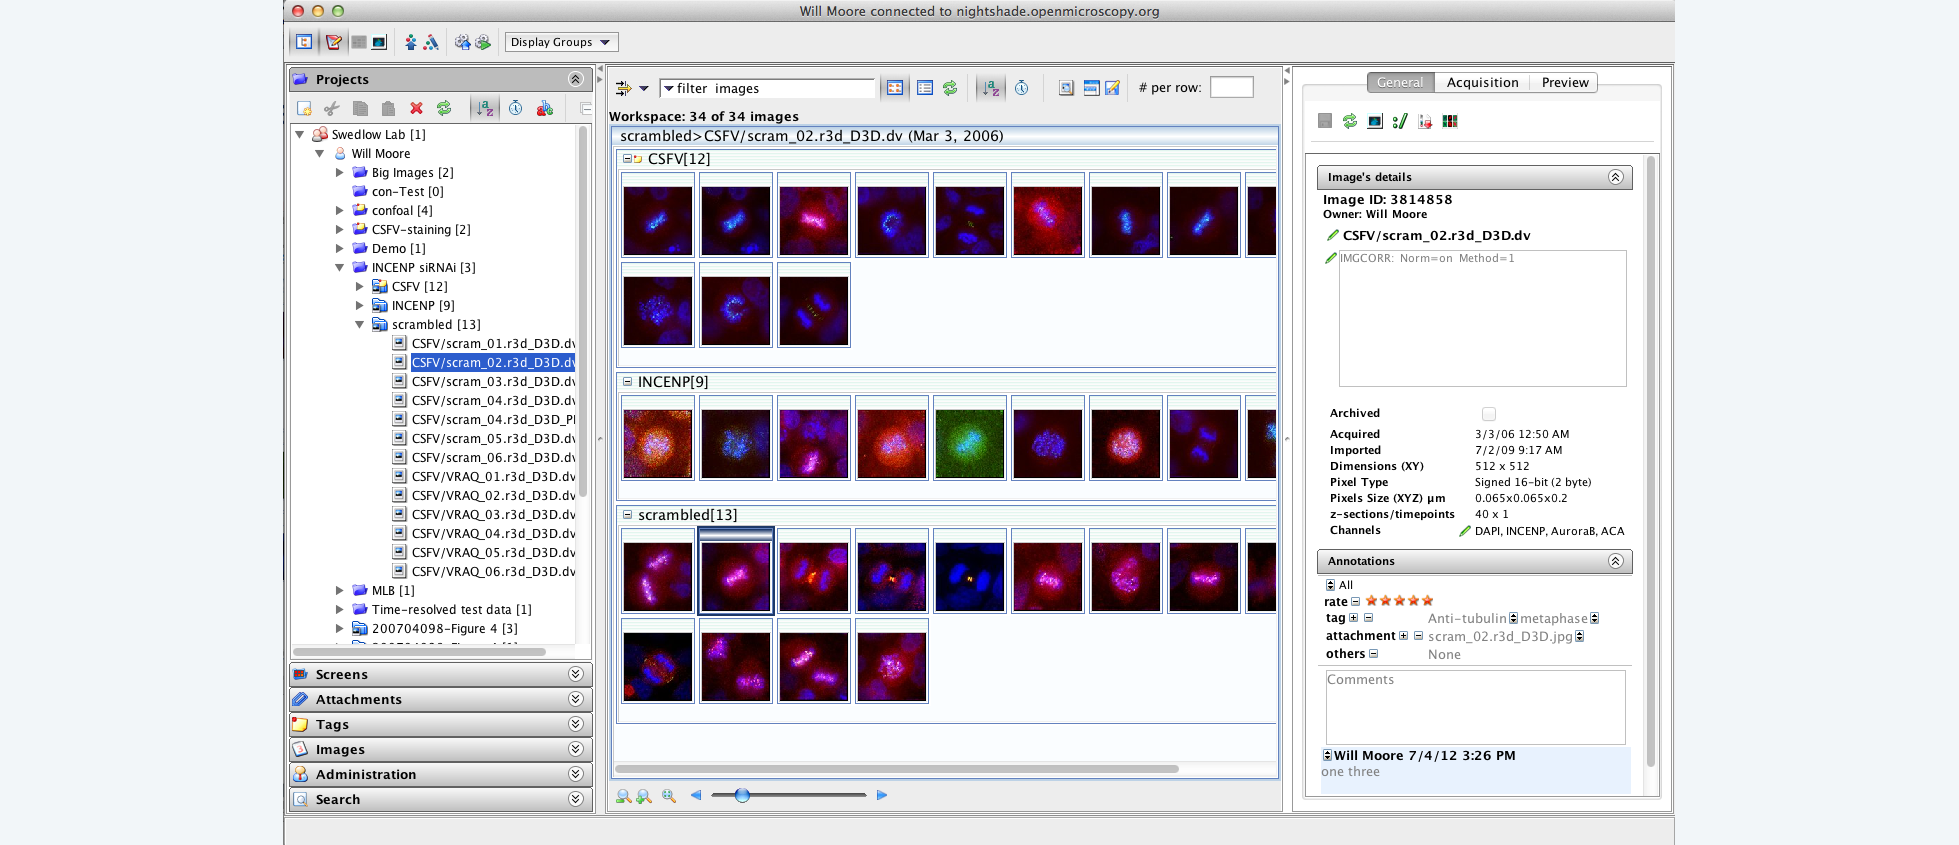 Will Moore connected to nightshade.openmicroscopy.org
Display Groups
Projects
Swedlow Lab [1]
Will Moore
Big Images [2]
con-Test [0]
confoal [4]
CSFV-staining [2]
Demo [1]
INCENP siRNAi [3]
CSFV [12]
INCENP [9]
scrambled [13]
CSFV/scram_01.r3d_D3D.dv
CSFV/scram_02.r3d_D3D.dv
CSFV/scram_03.r3d_D3D.dv
CSFV/scram_04.r3d_D3D.dv
CSFV/scram_04.r3d_D3D_P
CSFV/scram_05.r3d_D3D.dv
CSFV/scram_06.r3d_D3D.dv
CSFV/VRAQ_01.r3d_D3D.dv
CSFV/VRAQ_02.r3d_D3D.dv
CSFV/VRAQ_03.r3d_D3D.dv
CSFV/VRAQ_04.r3d_D3D.dv
CSFV/VRAQ_05.r3d_D3D.dv
CSFV/VRAQ_06.r3d_D3D.dv
MLB [1]
Time-resolved test data [1]
200704098-Figure 4 [3]
Screens
Attachments
Tags
Images
Administration
Search
filter images
# per row:
Workspace: 34 of 34 images
scrambled>CSFV/scram_02.r3d_D3D.dv (Mar 3, 2006)
CSFV[12]
INCENP[9]
scrambled[13]
General Acquisition Preview
Image's details
Image ID: 3814858
Owner: Will Moore
CSFV/scram_02.r3d_D3D.dv
IMGCORR: Norm=on Method=1
Archived
Acquired 3/3/06 12:50 AM
Imported 7/2/09 9:17 AM
Dimensions (XY) 512 x 512
Pixel Type Signed 16-bit (2 byte)
Pixels Size (XYZ) µm 0.065x0.065x0.2
z-sections/timepoints 40 x 1
Channels DAPI, INCENP, AuroraB, ACA
Annotations
All
rate
tag Anti-tubulin metaphase
attachment scram_02.r3d_D3D.jpg
others None
Comments
Will Moore 7/4/12 3:26 PM
one three